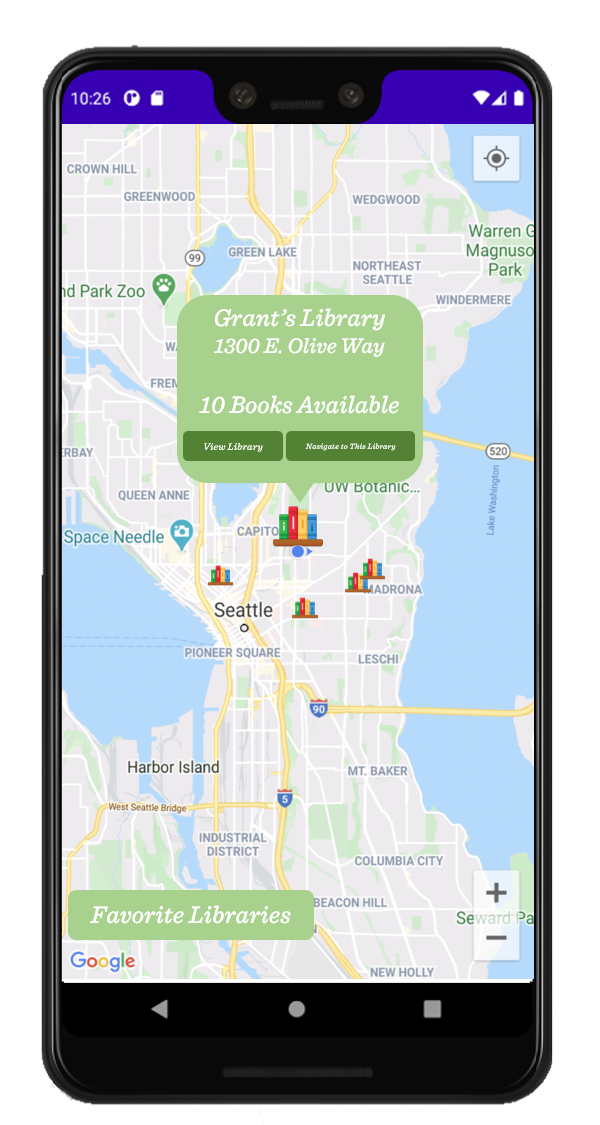 10:26
CROWN HILL
GREENWOOD
WEDGWOOD
99
GREEN LAKE
Warren G
Magnuso
Park
NORTHEAST
SEATTLE
nd Park Zoo
WINDERMERE
Grant's Library
1300 E. Olive Way
WA
FREM
10 Books Available
View Library
Navigate to This Library
ERBAY
520
QUEEN ANNE
UW Botanic...
Lake Washington
Space Needle
CAPITO
MADRONA
Seattle
PIONEER SQUARE
LESCHI
90
Harbor Island
MT. BAKER
5
West Seattle Bridge
INDUSTRIAL
DISTRICT
COLUMBIA CITY
+
BEACON HILL
Favorite Libraries
Seward Pa
−
N
Google
NEW HOLLY